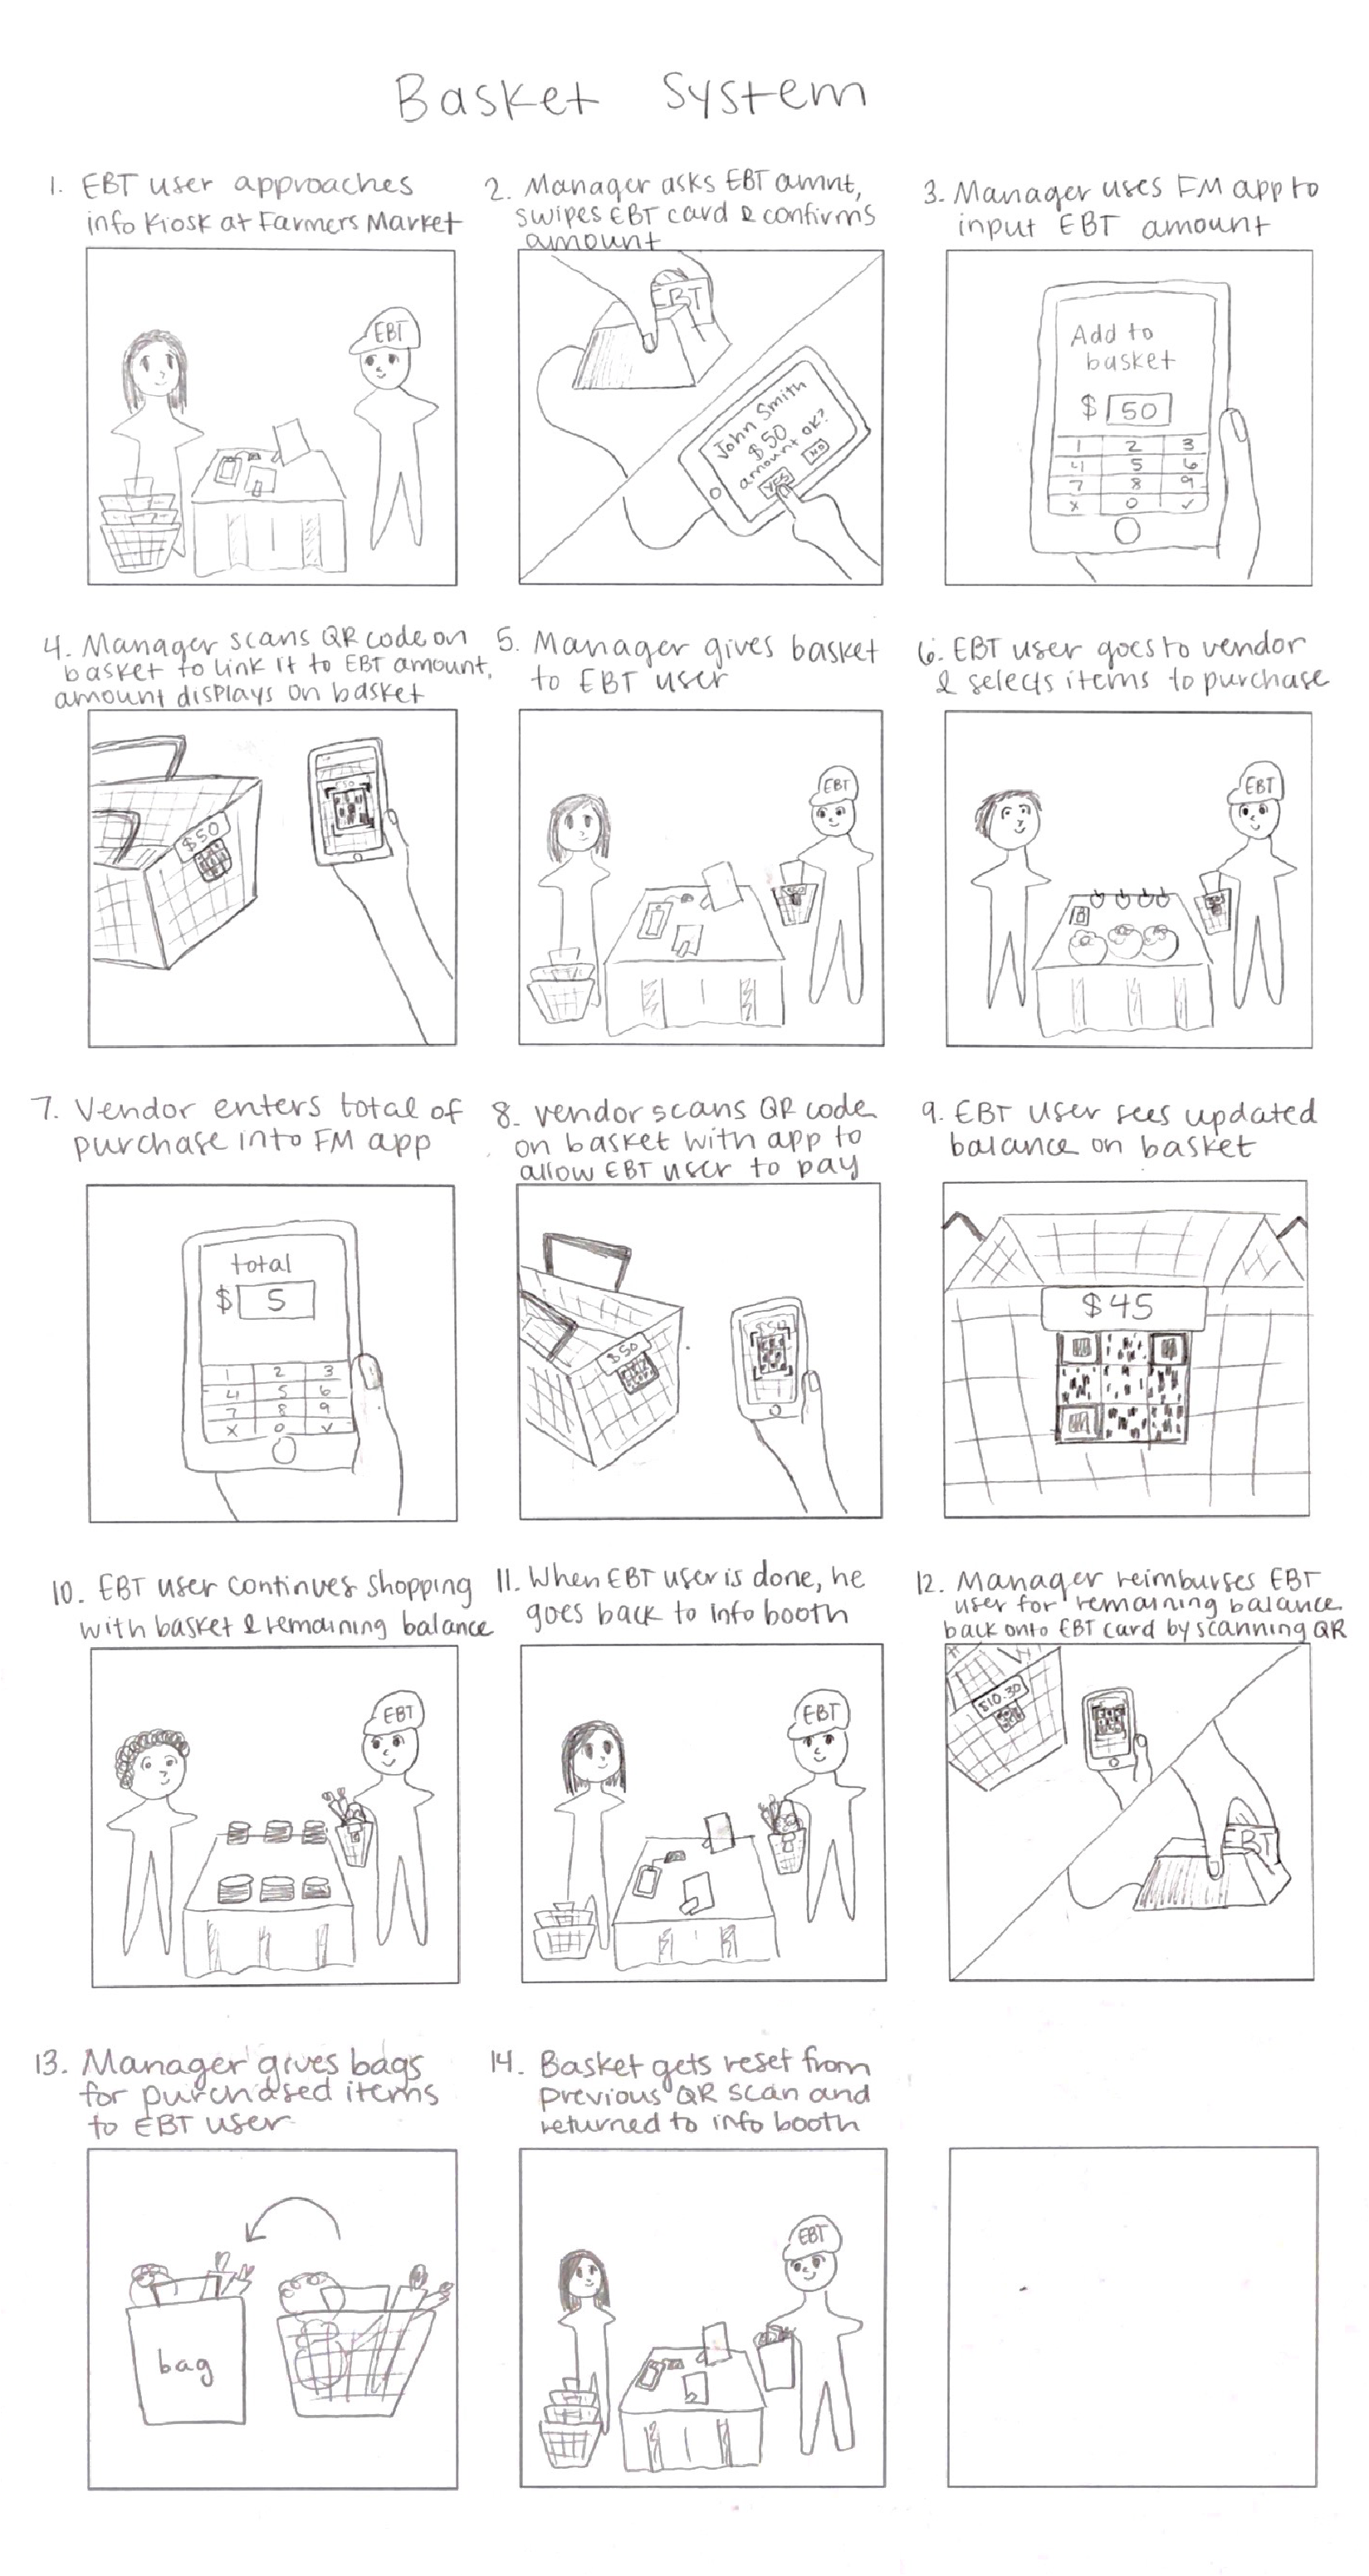 Basket System
1. EBT user approaches
info Kiosk at Farmers Market
2. Manager asks EBT amnt,
swipes EBT card & confirms
amount
3. Manager uses FM app to
input EBT amount
EBT
EBT
John Smith
$50
amount OK?
YES NO
Add to
basket
$ 50
1 2 3
4 5 6
7 8 9
x 0 ✓
4. Manager scans QR code on
basket to link it to EBT amount,
amount displays on basket
5. Manager gives basket
to EBT user
6. EBT user goes to vendor
& selects items to purchase
$50
$50
EBT
EBT
7. Vendor enters total of
purchase into FM app
8. vendor scans QR code
on basket with app to
allow EBT user to pay
9. EBT user sees updated
balance on basket
total
$ 5
1 2 3
4 5 6
7 8 9
x 0 ✓
$50
$50
$45
10. EBT user continues shopping
with basket & remaining balance
11. When EBT user is done, he
goes back to info booth
12. Manager reimburses EBT
user for remaining balance
back onto EBT card by scanning QR
EBT
EBT
$10.30
EBT
13. Manager gives bags
for purchased items
to EBT user
14. Basket gets reset from
previous QR scan and
returned to info booth
bag
EBT